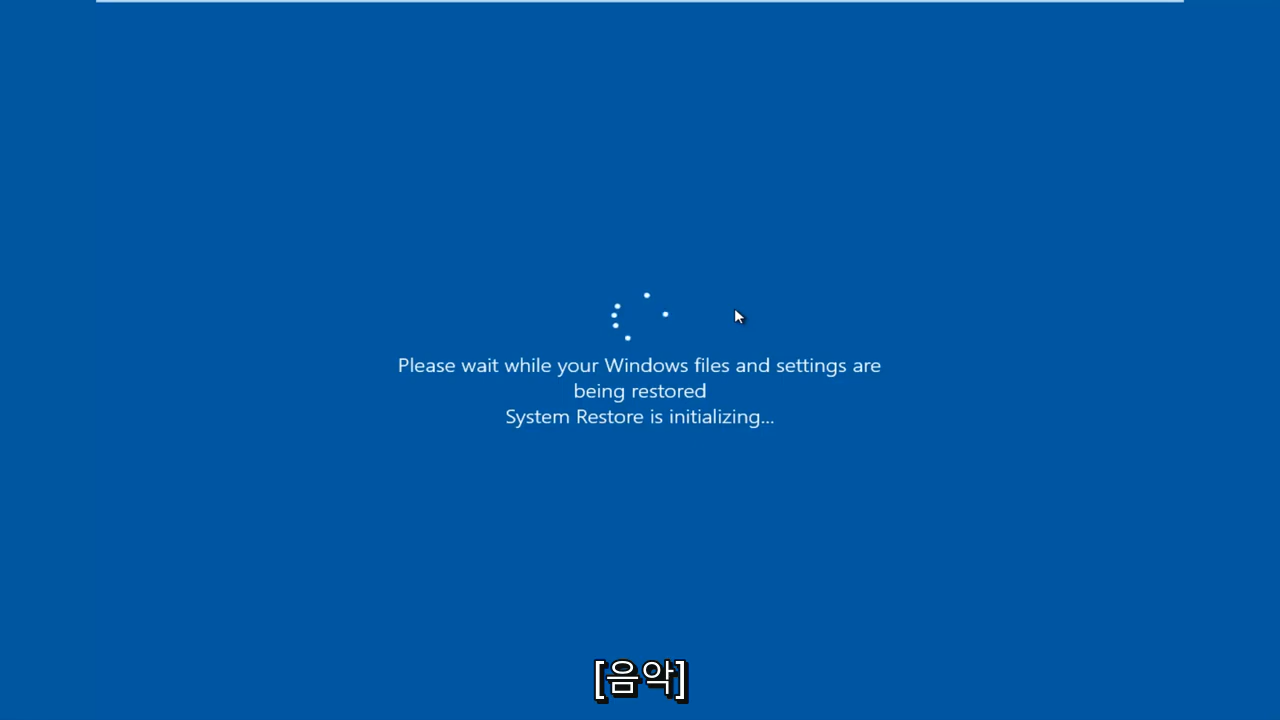 Please wait while your Windows files and settings are
being restored
System Restore is initializing...
[음악]